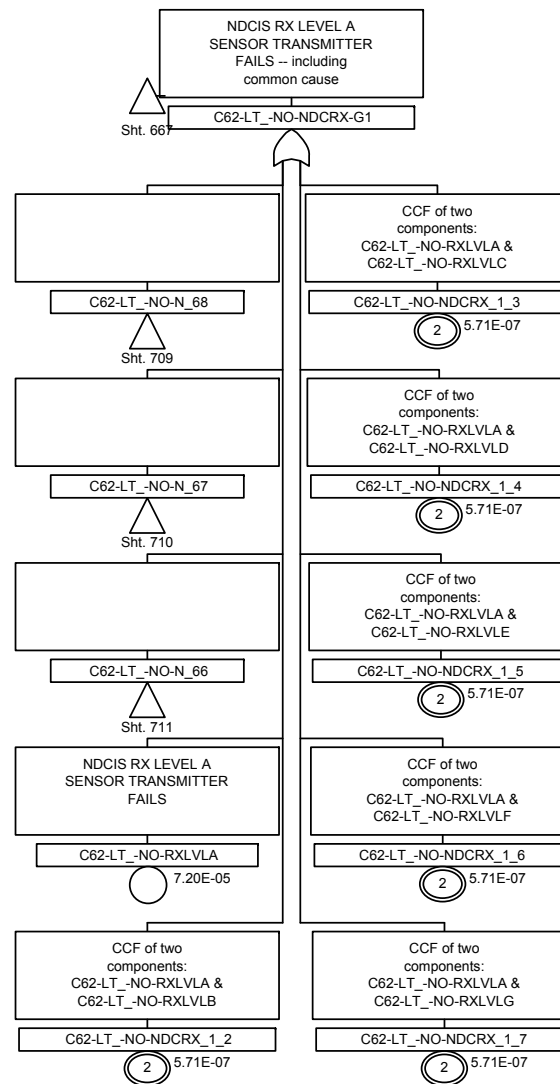 NDCIS RX LEVEL A
SENSOR TRANSMITTER
FAILS -- including
common cause
C62-LT_-NO-NDCRX-G1
Sht. 667
C62-LT_-NO-N_68
Sht. 709
CCF of two
components:
C62-LT_-NO-RXLVLA &
C62-LT_-NO-RXLVLC
C62-LT_-NO-NDCRX_1_3
2
5.71E-07
C62-LT_-NO-N_67
Sht. 710
CCF of two
components:
C62-LT_-NO-RXLVLA &
C62-LT_-NO-RXLVLD
C62-LT_-NO-NDCRX_1_4
2
5.71E-07
C62-LT_-NO-N_66
Sht. 711
CCF of two
components:
C62-LT_-NO-RXLVLA &
C62-LT_-NO-RXLVLE
C62-LT_-NO-NDCRX_1_5
2
5.71E-07
NDCIS RX LEVEL A
SENSOR TRANSMITTER
FAILS
C62-LT_-NO-RXLVLA
7.20E-05
CCF of two
components:
C62-LT_-NO-RXLVLA &
C62-LT_-NO-RXLVLF
C62-LT_-NO-NDCRX_1_6
2
5.71E-07
CCF of two
components:
C62-LT_-NO-RXLVLA &
C62-LT_-NO-RXLVLB
C62-LT_-NO-NDCRX_1_2
2
5.71E-07
CCF of two
components:
C62-LT_-NO-RXLVLA &
C62-LT_-NO-RXLVLG
C62-LT_-NO-NDCRX_1_7
2
5.71E-07